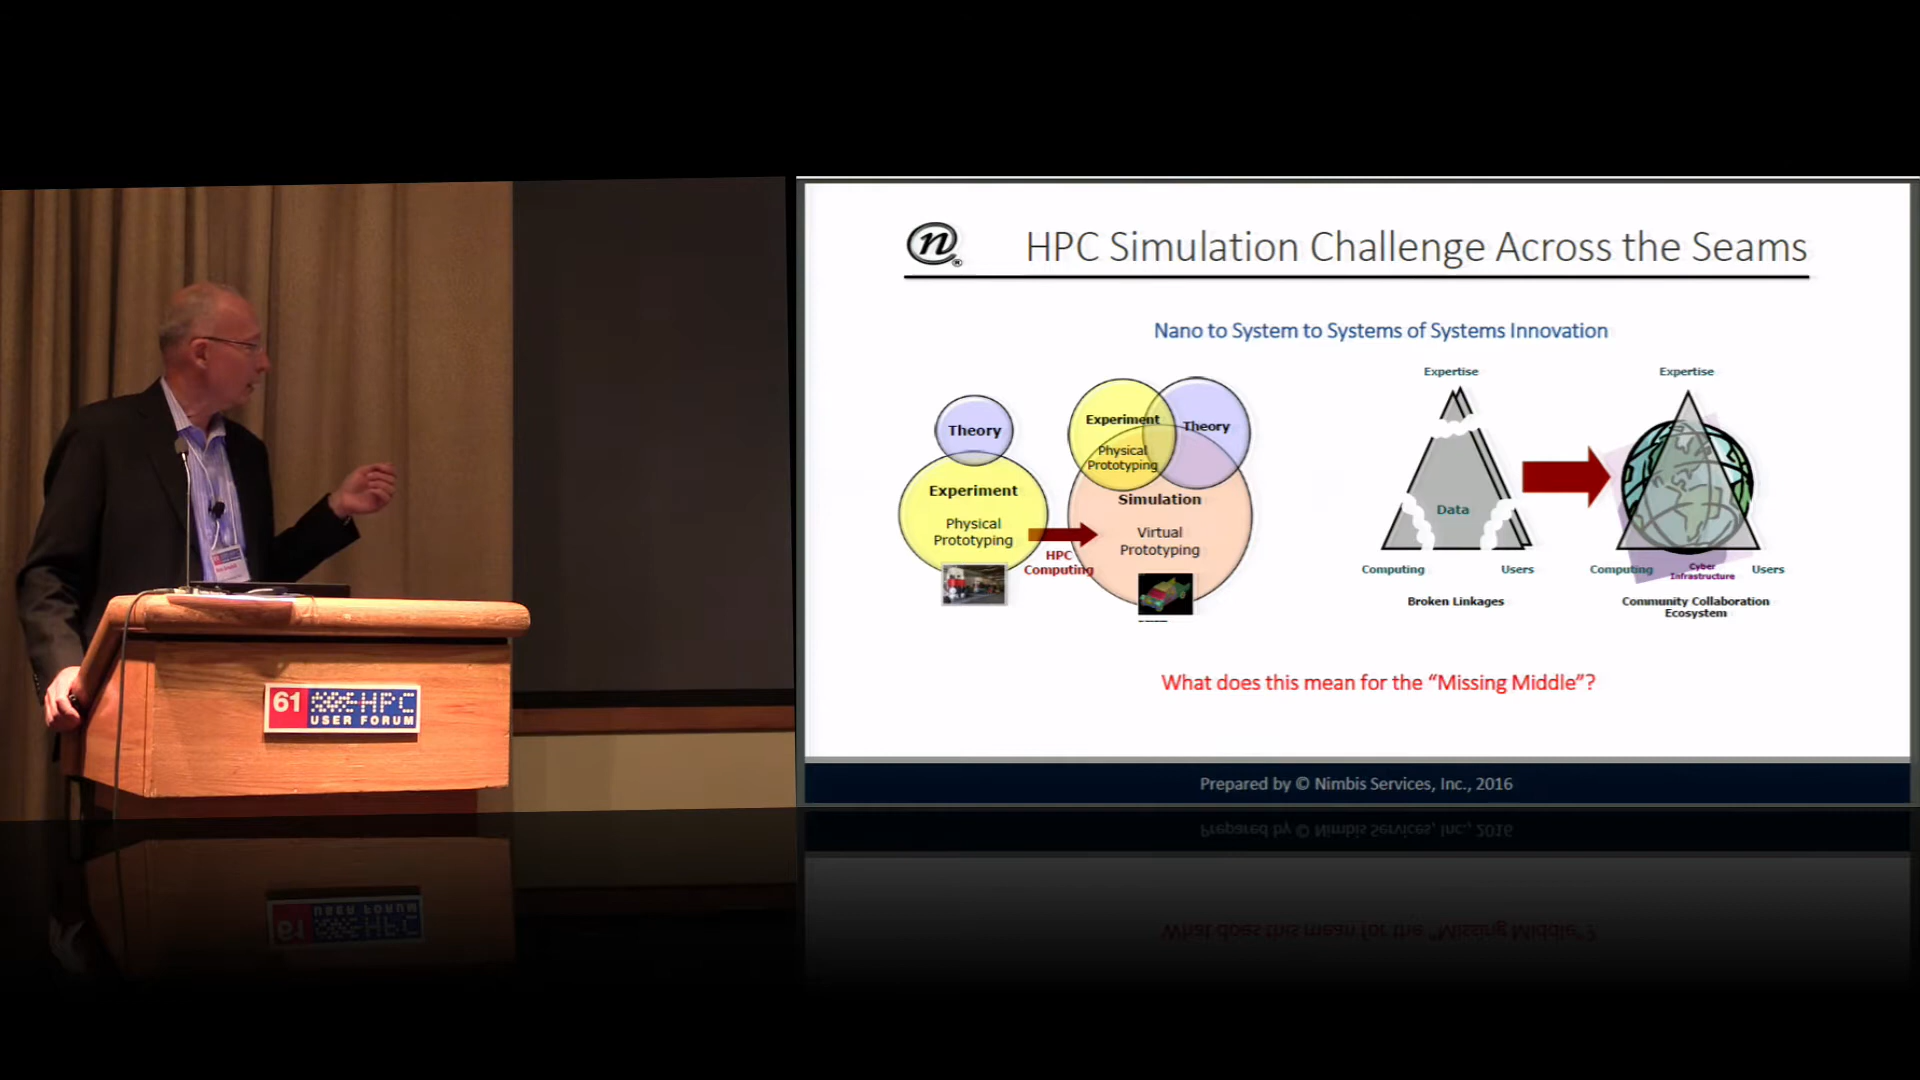 n
®
HPC Simulation Challenge Across the Seams
Nano to System to Systems of Systems Innovation
Theory
Experiment
Physical
Prototyping
HPC
Computing
Experiment
Physical
Prototyping
Theory
Simulation
Virtual
Prototyping
Expertise
Data
Computing
Users
Broken Linkages
Expertise
Computing
Cyber
Infrastructure
Users
Community Collaboration
Ecosystem
What does this mean for the “Missing Middle”?
Prepared by © Nimbis Services, Inc., 2016
61
HPC
USER FORUM